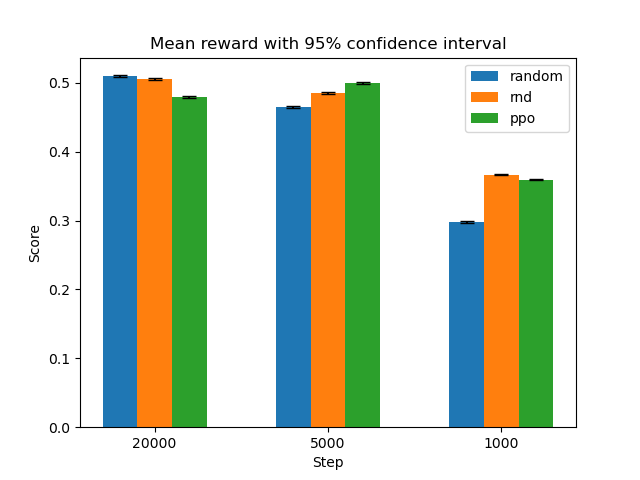 Mean reward with 95% confidence interval
random
rnd
ppo
0.5
0.4
0.3
0.2
0.1
0.0
Score
20000
5000
1000
Step